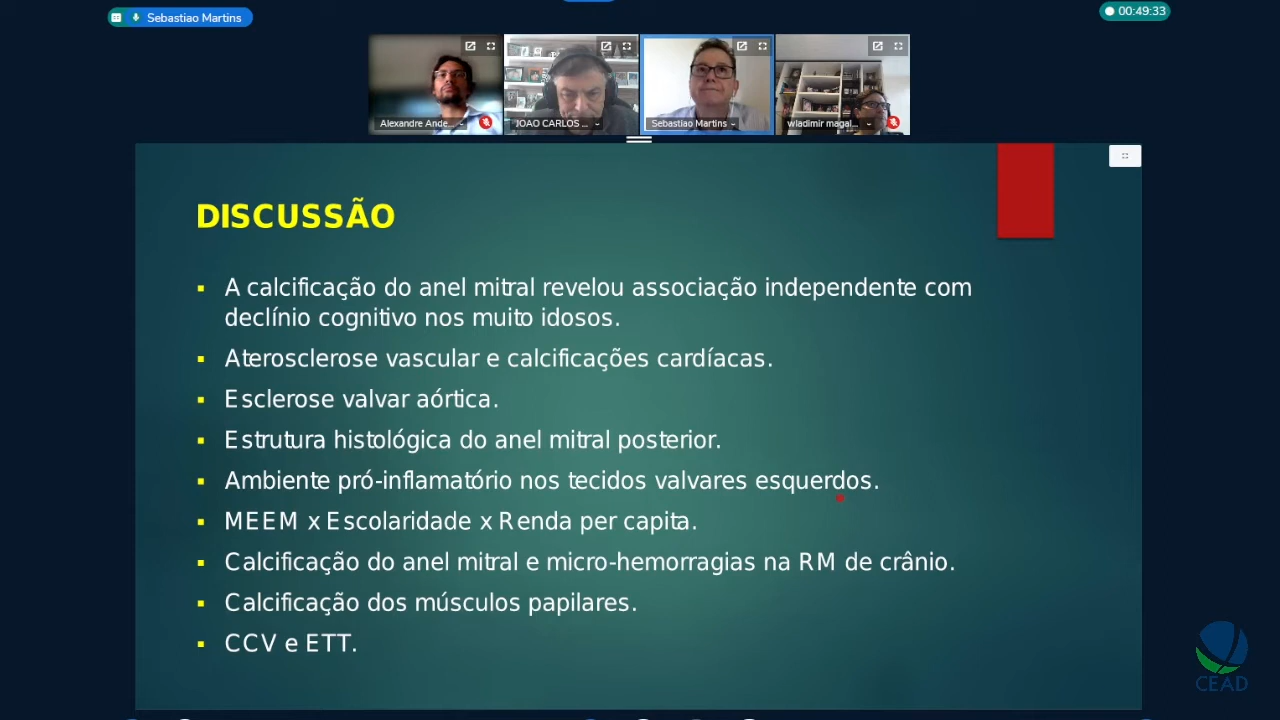 Sebastiao Martins
00:49:33
Alexandre Ande
JOAO CARLOS ...
Sebastiao Martins
wladimir magal...
DISCUSSÃO
A calcificação do anel mitral revelou associação independente com
declínio cognitivo nos muito idosos.
Aterosclerose vascular e calcificações cardíacas.
Esclerose valvar aórtica.
Estrutura histológica do anel mitral posterior.
Ambiente pró-inflamatório nos tecidos valvares esquerdos.
MEEM x Escolaridade x Renda per capita.
Calcificação do anel mitral e micro-hemorragias na RM de crânio.
Calcificação dos músculos papilares.
CCV e ETT.
CEAD